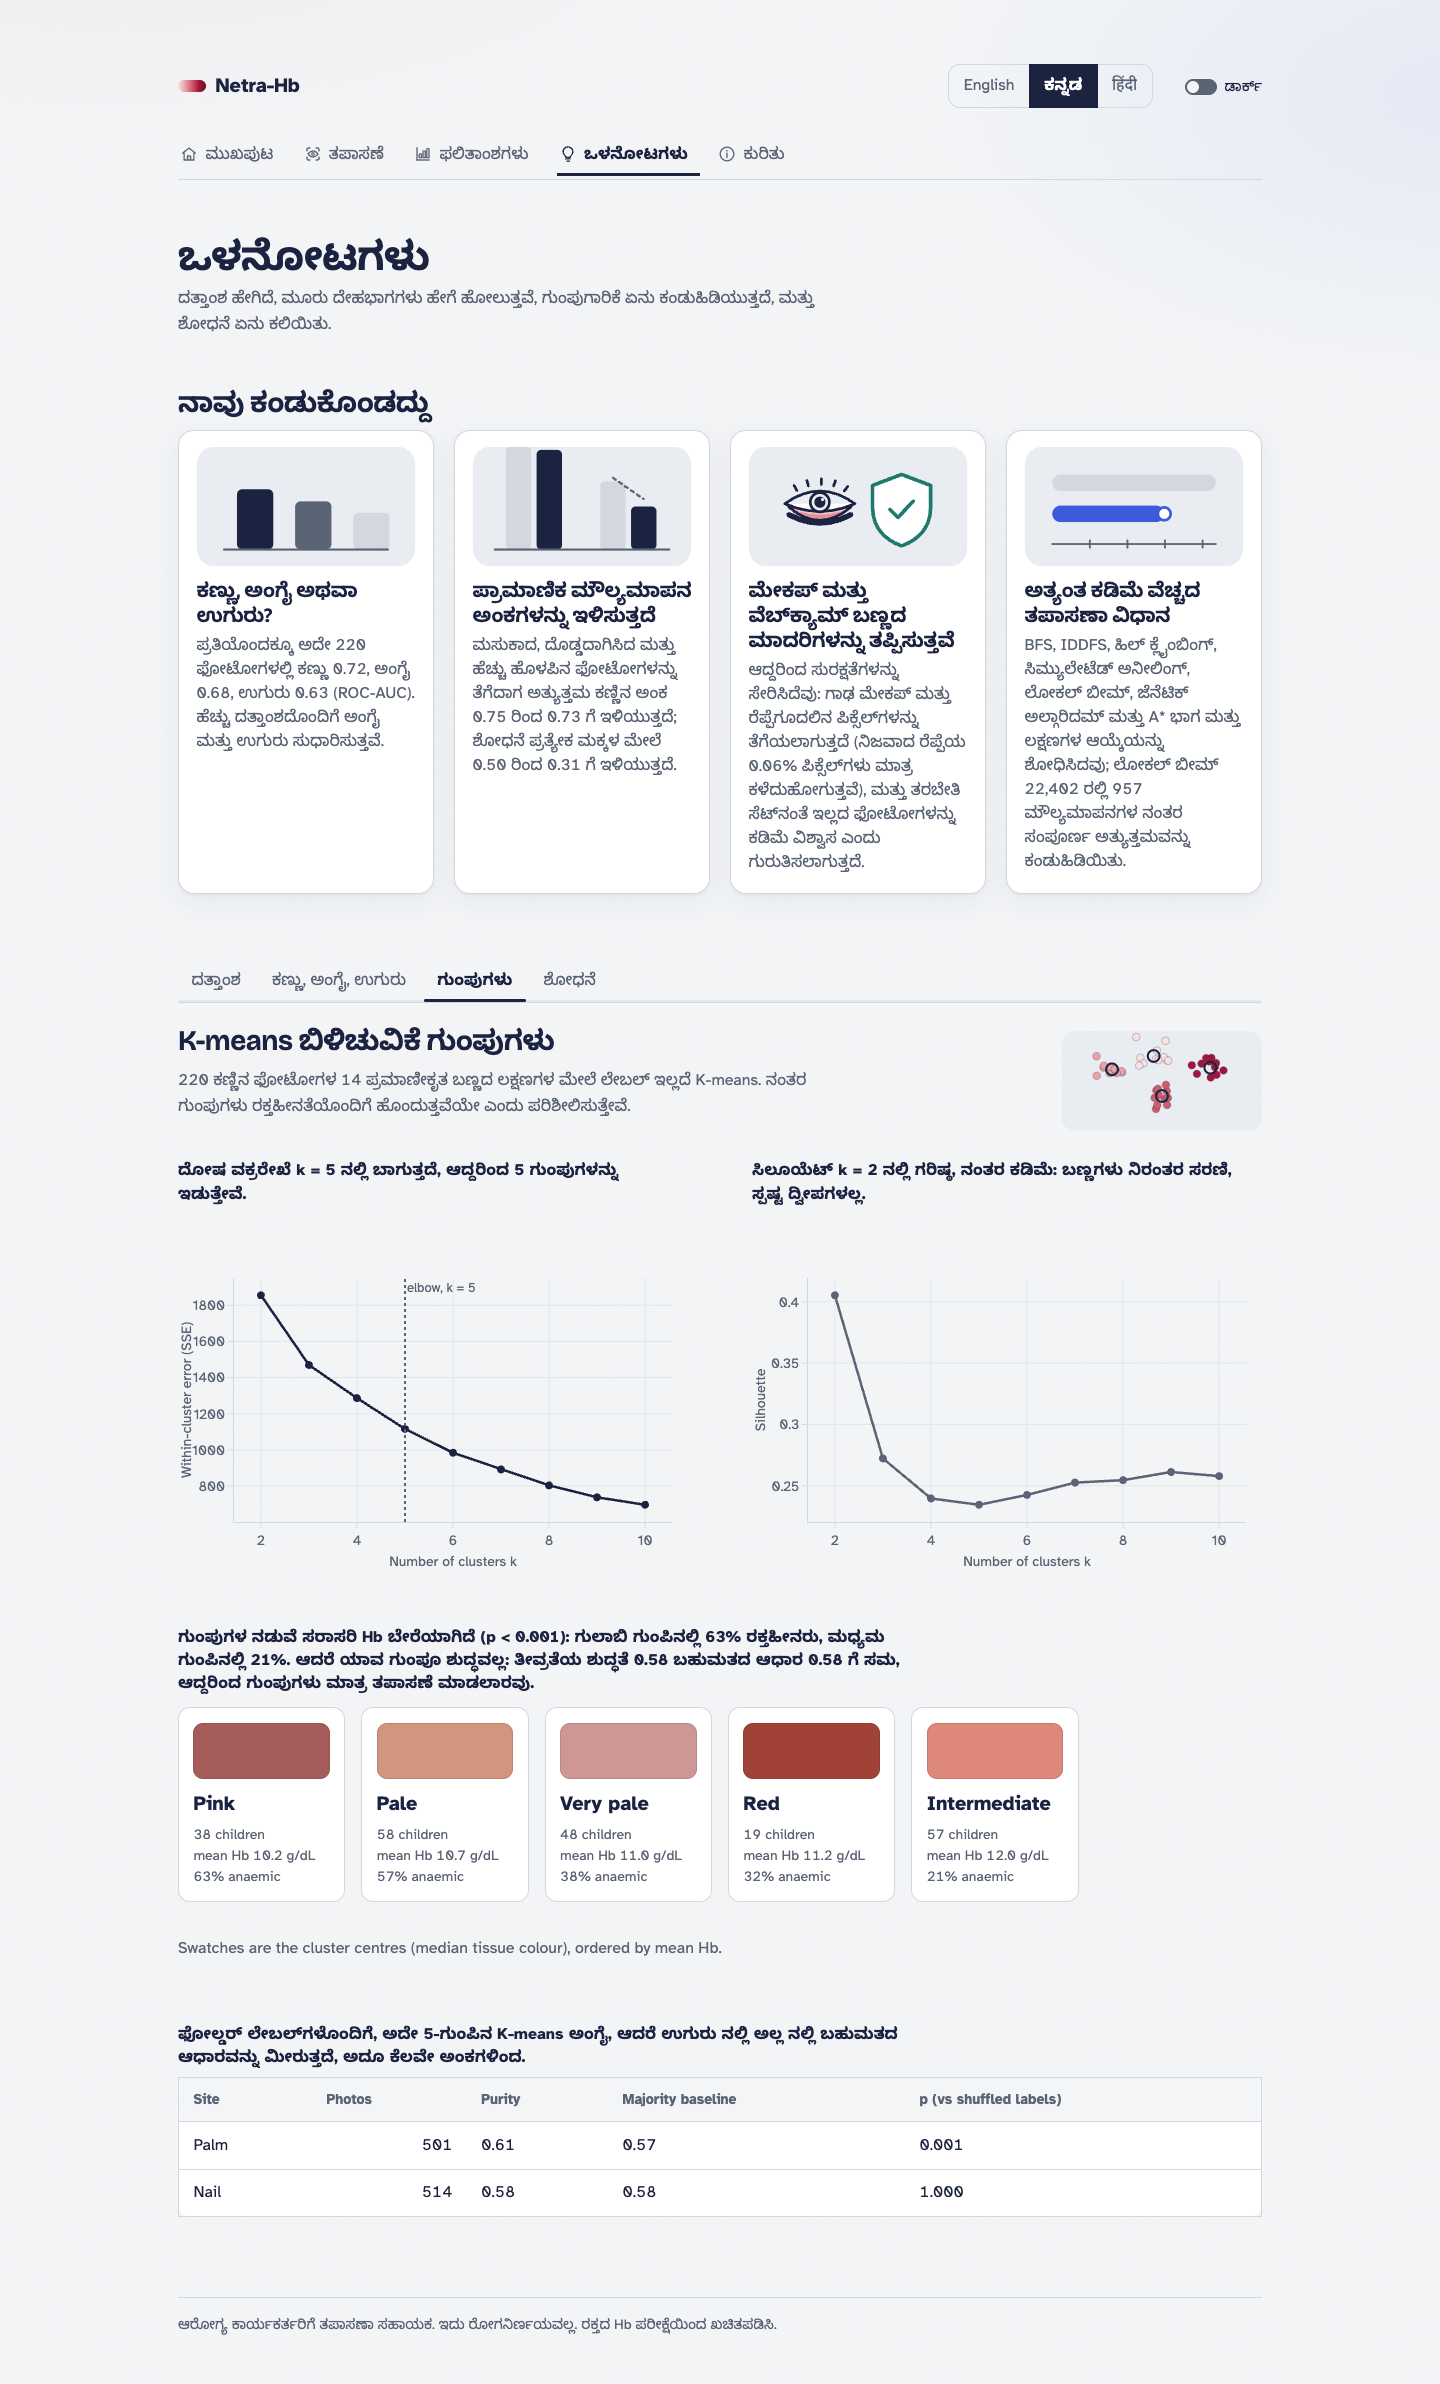 Netra-Hb
English ಕನ್ನಡ हिंदी ಡಾರ್ಕ್
ಮುಖಪುಟ ತಪಾಸಣೆ ಫಲಿತಾಂಶಗಳು ಒಳನೋಟಗಳು ಕುರಿತು
ಒಳನೋಟಗಳು
ದತ್ತಾಂಶ ಹೇಗಿದೆ, ಮೂರು ದೇಹಭಾಗಗಳು ಹೇಗೆ ಹೋಲುತ್ತವೆ, ಗುಂಪುಗಾರಿಕೆ ಏನು ಕಂಡುಹಿಡಿಯುತ್ತದೆ, ಮತ್ತು
ಶೋಧನೆ ಏನು ಕಲಿಯಿತು.
ನಾವು ಕಂಡುಕೊಂಡದ್ದು
ಕಣ್ಣು, ಅಂಗೈ ಅಥವಾ
ಉಗುರು?
ಪ್ರತಿಯೊಂದಕ್ಕೂ ಅದೇ 220
ಫೋಟೋಗಳಲ್ಲಿ ಕಣ್ಣು 0.72, ಅಂಗೈ
0.68, ಉಗುರು 0.63 (ROC-AUC).
ಹೆಚ್ಚು ದತ್ತಾಂಶದೊಂದಿಗೆ ಅಂಗೈ
ಮತ್ತು ಉಗುರು ಸುಧಾರಿಸುತ್ತವೆ.
ಪ್ರಾಮಾಣಿಕ ಮೌಲ್ಯಮಾಪನ
ಅಂಕಗಳನ್ನು ಇಳಿಸುತ್ತದೆ
ಮಸುಕಾದ, ದೊಡ್ಡದಾಗಿಸಿದ ಮತ್ತು
ಹೆಚ್ಚು ಹೊಳಪಿನ ಫೋಟೋಗಳನ್ನು
ತೆಗೆದಾಗ ಅತ್ಯುತ್ತಮ ಕಣ್ಣಿನ ಅಂಕ
0.75 ರಿಂದ 0.73 ಗೆ ಇಳಿಯುತ್ತದೆ;
ಶೋಧನೆ ಪ್ರತ್ಯೇಕ ಮಕ್ಕಳ ಮೇಲೆ
0.50 ರಿಂದ 0.31 ಗೆ ಇಳಿಯುತ್ತದೆ.
ಮೇಕಪ್ ಮತ್ತು
ವೆಬ್‌ಕ್ಯಾಮ್ ಬಣ್ಣದ
ಮಾದರಿಗಳನ್ನು ತಪ್ಪಿಸುತ್ತವೆ
ಆದ್ದರಿಂದ ಸುರಕ್ಷತೆಗಳನ್ನು
ಸೇರಿಸಿದೆವು: ಗಾಢ ಮೇಕಪ್ ಮತ್ತು
ರೆಪ್ಪೆಗೂದಲಿನ ಪಿಕ್ಸೆಲ್‌ಗಳನ್ನು
ತೆಗೆಯಲಾಗುತ್ತದೆ (ನಿಜವಾದ ರೆಪ್ಪೆಯ
0.06% ಪಿಕ್ಸೆಲ್‌ಗಳು ಮಾತ್ರ
ಕಳೆದುಹೋಗುತ್ತವೆ), ಮತ್ತು ತರಬೇತಿ
ಸೆಟ್‌ನಂತೆ ಇಲ್ಲದ ಫೋಟೋಗಳನ್ನು
ಕಡಿಮೆ ವಿಶ್ವಾಸ ಎಂದು
ಗುರುತಿಸಲಾಗುತ್ತದೆ.
ಅತ್ಯಂತ ಕಡಿಮೆ ವೆಚ್ಚದ
ತಪಾಸಣಾ ವಿಧಾನ
BFS, IDDFS, ಹಿಲ್ ಕ್ಲೈಂಬಿಂಗ್,
ಸಿಮ್ಯುಲೇಟೆಡ್ ಅನೀಲಿಂಗ್,
ಲೋಕಲ್ ಬೀಮ್, ಜೆನೆಟಿಕ್
ಅಲ್ಗಾರಿದಮ್ ಮತ್ತು A* ಭಾಗ ಮತ್ತು
ಲಕ್ಷಣಗಳ ಆಯ್ಕೆಯನ್ನು
ಶೋಧಿಸಿದವು; ಲೋಕಲ್ ಬೀಮ್
22,402 ರಲ್ಲಿ 957
ಮೌಲ್ಯಮಾಪನಗಳ ನಂತರ
ಸಂಪೂರ್ಣ ಅತ್ಯುತ್ತಮವನ್ನು
ಕಂಡುಹಿಡಿಯಿತು.
ದತ್ತಾಂಶ ಕಣ್ಣು, ಅಂಗೈ, ಉಗುರು ಗುಂಪುಗಳು ಶೋಧನೆ
K-means ಬಿಳಿಚುವಿಕೆ ಗುಂಪುಗಳು
220 ಕಣ್ಣಿನ ಫೋಟೋಗಳ 14 ಪ್ರಮಾಣೀಕೃತ ಬಣ್ಣದ ಲಕ್ಷಣಗಳ ಮೇಲೆ ಲೇಬಲ್ ಇಲ್ಲದೆ K-means. ನಂತರ
ಗುಂಪುಗಳು ರಕ್ತಹೀನತೆಯೊಂದಿಗೆ ಹೊಂದುತ್ತವೆಯೇ ಎಂದು ಪರಿಶೀಲಿಸುತ್ತೇವೆ.
ದೋಷ ವಕ್ರರೇಖೆ k = 5 ನಲ್ಲಿ ಬಾಗುತ್ತದೆ, ಆದ್ದರಿಂದ 5 ಗುಂಪುಗಳನ್ನು
ಇಡುತ್ತೇವೆ.
elbow, k = 5
1800
1600
1400
1200
1000
800
Within-cluster error (SSE)
2 4 6 8 10
Number of clusters k
ಸಿಲೂಯೆಟ್ k = 2 ನಲ್ಲಿ ಗರಿಷ್ಠ, ನಂತರ ಕಡಿಮೆ: ಬಣ್ಣಗಳು ನಿರಂತರ ಸರಣಿ,
ಸ್ಪಷ್ಟ ದ್ವೀಪಗಳಲ್ಲ.
0.4
0.35
0.3
0.25
Silhouette
2 4 6 8 10
Number of clusters k
ಗುಂಪುಗಳ ನಡುವೆ ಸರಾಸರಿ Hb ಬೇರೆಯಾಗಿದೆ (p < 0.001): ಗುಲಾಬಿ ಗುಂಪಿನಲ್ಲಿ 63% ರಕ್ತಹೀನರು, ಮಧ್ಯಮ
ಗುಂಪಿನಲ್ಲಿ 21%. ಆದರೆ ಯಾವ ಗುಂಪೂ ಶುದ್ಧವಲ್ಲ: ತೀವ್ರತೆಯ ಶುದ್ಧತೆ 0.58 ಬಹುಮತದ ಆಧಾರ 0.58 ಗೆ ಸಮ,
ಆದ್ದರಿಂದ ಗುಂಪುಗಳು ಮಾತ್ರ ತಪಾಸಣೆ ಮಾಡಲಾರವು.
Pink
38 children
mean Hb 10.2 g/dL
63% anaemic
Pale
58 children
mean Hb 10.7 g/dL
57% anaemic
Very pale
48 children
mean Hb 11.0 g/dL
38% anaemic
Red
19 children
mean Hb 11.2 g/dL
32% anaemic
Intermediate
57 children
mean Hb 12.0 g/dL
21% anaemic
Swatches are the cluster centres (median tissue colour), ordered by mean Hb.
ಫೋಲ್ಡರ್ ಲೇಬಲ್‌ಗಳೊಂದಿಗೆ, ಅದೇ 5-ಗುಂಪಿನ K-means ಅಂಗೈ, ಆದರೆ ಉಗುರು ನಲ್ಲಿ ಅಲ್ಲ ನಲ್ಲಿ ಬಹುಮತದ
ಆಧಾರವನ್ನು ಮೀರುತ್ತದೆ, ಅದೂ ಕೆಲವೇ ಅಂಕಗಳಿಂದ.
Site Photos Purity Majority baseline p (vs shuffled labels)
Palm 501 0.61 0.57 0.001
Nail 514 0.58 0.58 1.000
ಆರೋಗ್ಯ ಕಾರ್ಯಕರ್ತರಿಗೆ ತಪಾಸಣಾ ಸಹಾಯಕ. ಇದು ರೋಗನಿರ್ಣಯವಲ್ಲ. ರಕ್ತದ Hb ಪರೀಕ್ಷೆಯಿಂದ ಖಚಿತಪಡಿಸಿ.